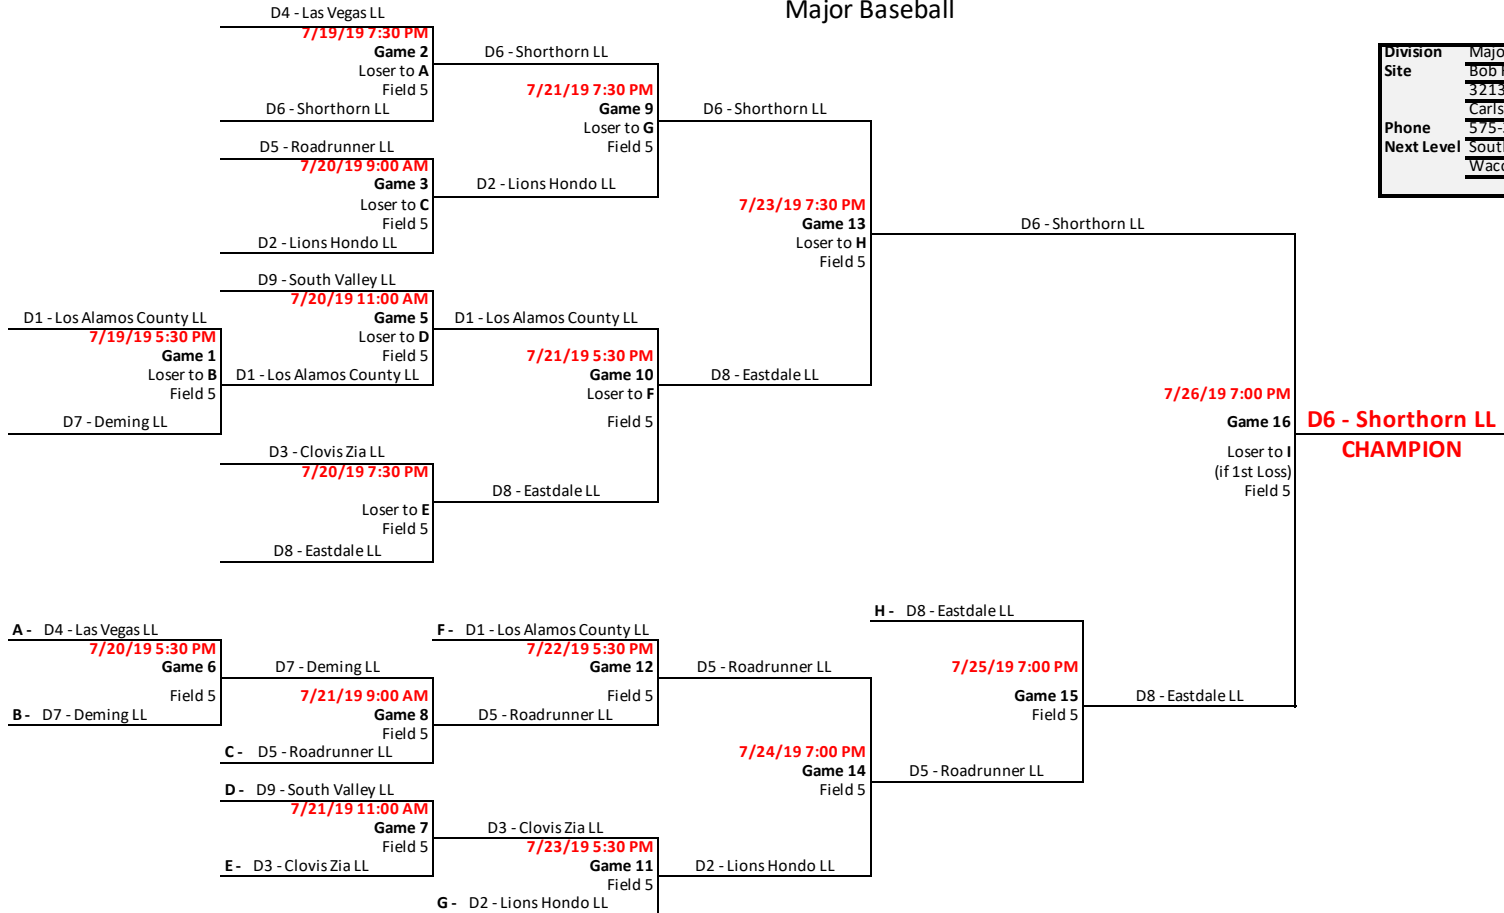 Major Baseball
D4 - Las Vegas LL
7/19/19 7:30 PM
Game 2
Loser to A
Field 5
D6 - Shorthorn LL
D6 - Shorthorn LL
7/21/19 7:30 PM
Game 9
Loser to G
Field 5
D6 - Shorthorn LL
Division
Site
Phone
Next Level
3213
575-
D5 - Roadrunner LL
7/20/19 9:00 AM
Game 3
Loser to C
Field 5
D2 - Lions Hondo LL
D2 - Lions Hondo LL
7/23/19 7:30 PM
Game 13
Loser to H
Field 5
D6 - Shorthorn LL
D9 - South Valley LL
7/20/19 11:00 AM
Game 5
Loser to D
Field 5
D1 - Los Alamos County LL
D1 - Los Alamos County LL
7/19/19 5:30 PM
Game 1
Loser to B
Field 5
D7 - Deming LL
D1 - Los Alamos County LL
7/21/19 5:30 PM
Game 10
Loser to F
Field 5
D8 - Eastdale LL
D3 - Clovis Zia LL
7/20/19 7:30 PM
Loser to E
Field 5
D8 - Eastdale LL
D8 - Eastdale LL
7/26/19 7:00 PM
Game 16
Loser to I
(if 1st Loss)
Field 5
D6 - Shorthorn LL
CHAMPION
A - D4 - Las Vegas LL
7/20/19 5:30 PM
Game 6
Field 5
B - D7 - Deming LL
D7 - Deming LL
7/21/19 9:00 AM
Game 8
Field 5
C - D5 - Roadrunner LL
F - D1 - Los Alamos County LL
7/22/19 5:30 PM
Game 12
Field 5
D5 - Roadrunner LL
D5 - Roadrunner LL
H - D8 - Eastdale LL
7/25/19 7:00 PM
Game 15
Field 5
D8 - Eastdale LL
7/24/19 7:00 PM
Game 14
Field 5
D5 - Roadrunner LL
D - D9 - South Valley LL
7/21/19 11:00 AM
Game 7
Field 5
E - D3 - Clovis Zia LL
D3 - Clovis Zia LL
7/23/19 5:30 PM
Game 11
Field 5
G - D2 - Lions Hondo LL
D2 - Lions Hondo LL